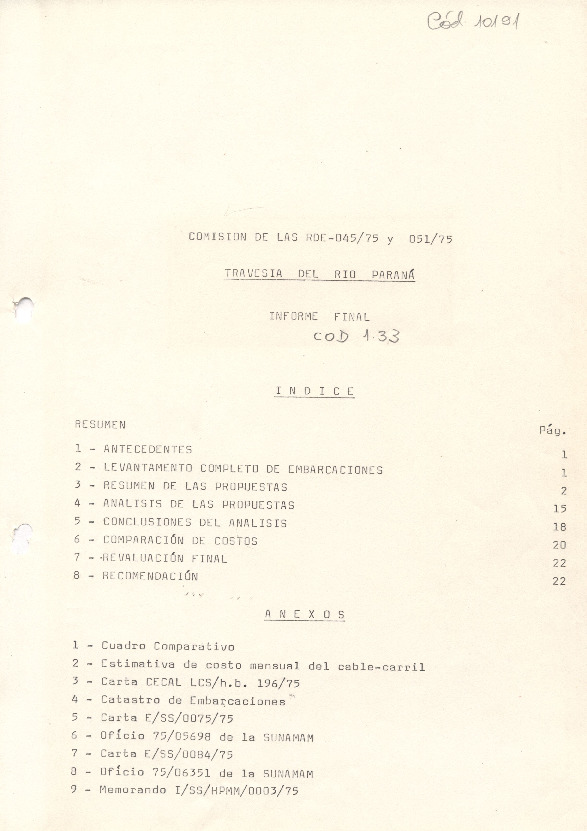 Cód 10191
COMISION DE LAS RDE-045/75 y 051/75
TRAVESIA DEL RIO PARANÁ
INFORME FINAL
COD 1.33
I N D I C E
RESUMEN Pág.
1 - ANTECEDENTES 1
2 - LEVANTAMENTO COMPLETO DE EMBARCACIONES 1
3 - RESUMEN DE LAS PROPUESTAS 2
4 - ANALISIS DE LAS PROPUESTAS 15
5 - CONCLUSIONES DEL ANALISIS 18
6 - COMPARACIÓN DE COSTOS 20
7 - REVALUACIÓN FINAL 22
8 - RECOMENDACIÓN 22
A N E X O S
1 - Cuadro Comparativo
2 - Estimativa de costo mensual del cable-carril
3 - Carta CECAL LCS/h.b. 196/75
4 - Catastro de Embarcaciones
5 - Carta E/SS/0075/75
6 - Ofício 75/05698 de la SUNAMAM
7 - Carta E/SS/0084/75
8 - Ofício 75/06351 de la SUNAMAM
9 - Memorando I/SS/HPMM/0003/75